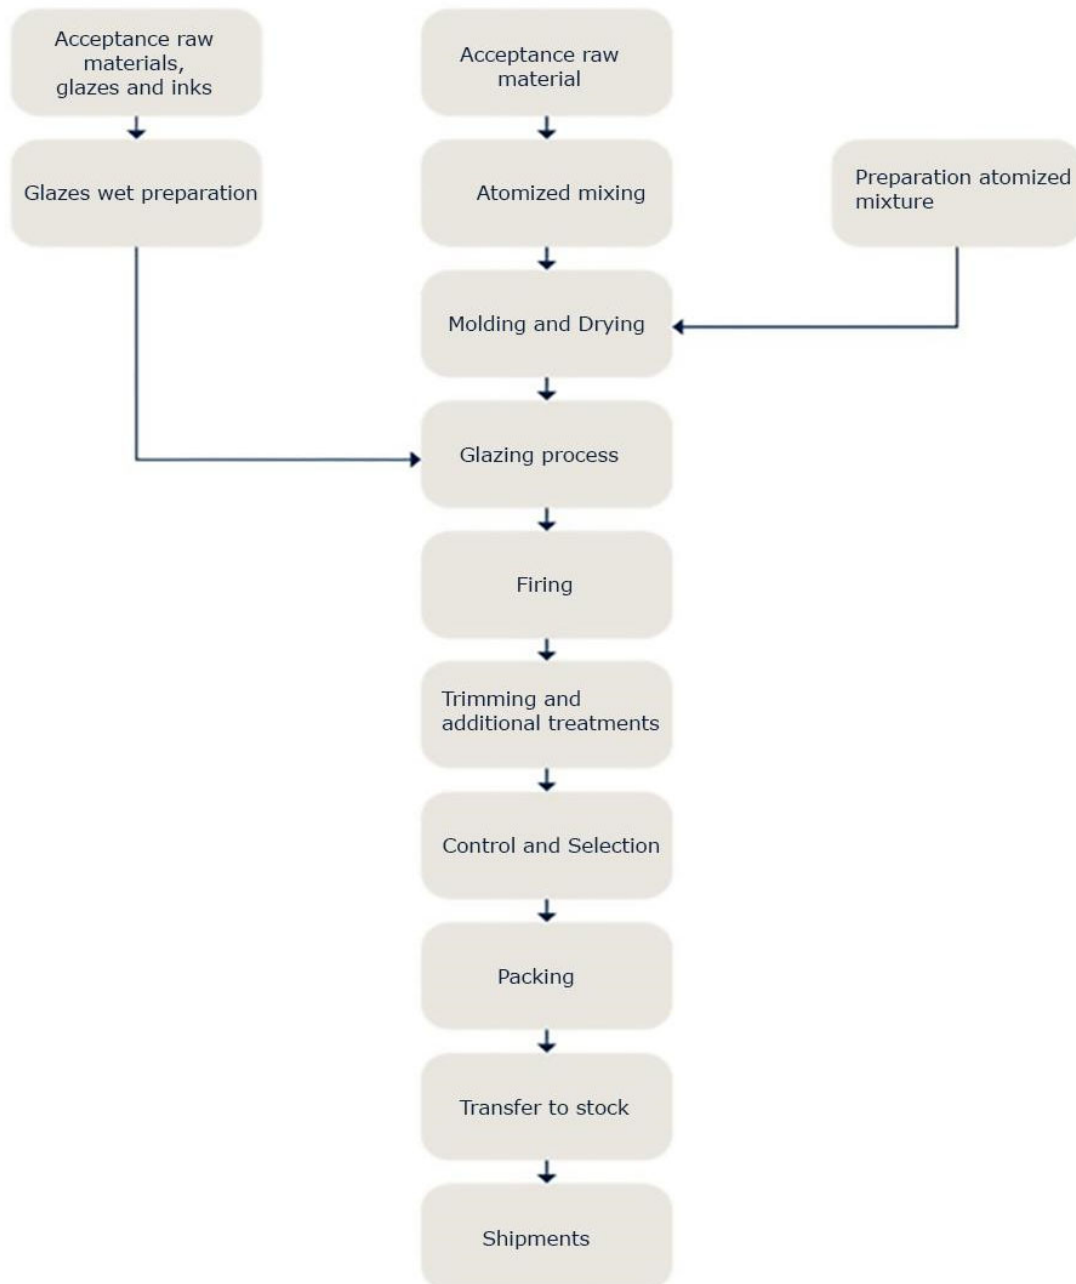 Acceptance raw
materials,
glazes and inks
Acceptance raw
material
Glazes wet preparation
Atomized mixing
Preparation atomized
mixture
Molding and Drying
Glazing process
Firing
Trimming and
additional treatments
Control and Selection
Packing
Transfer to stock
Shipments